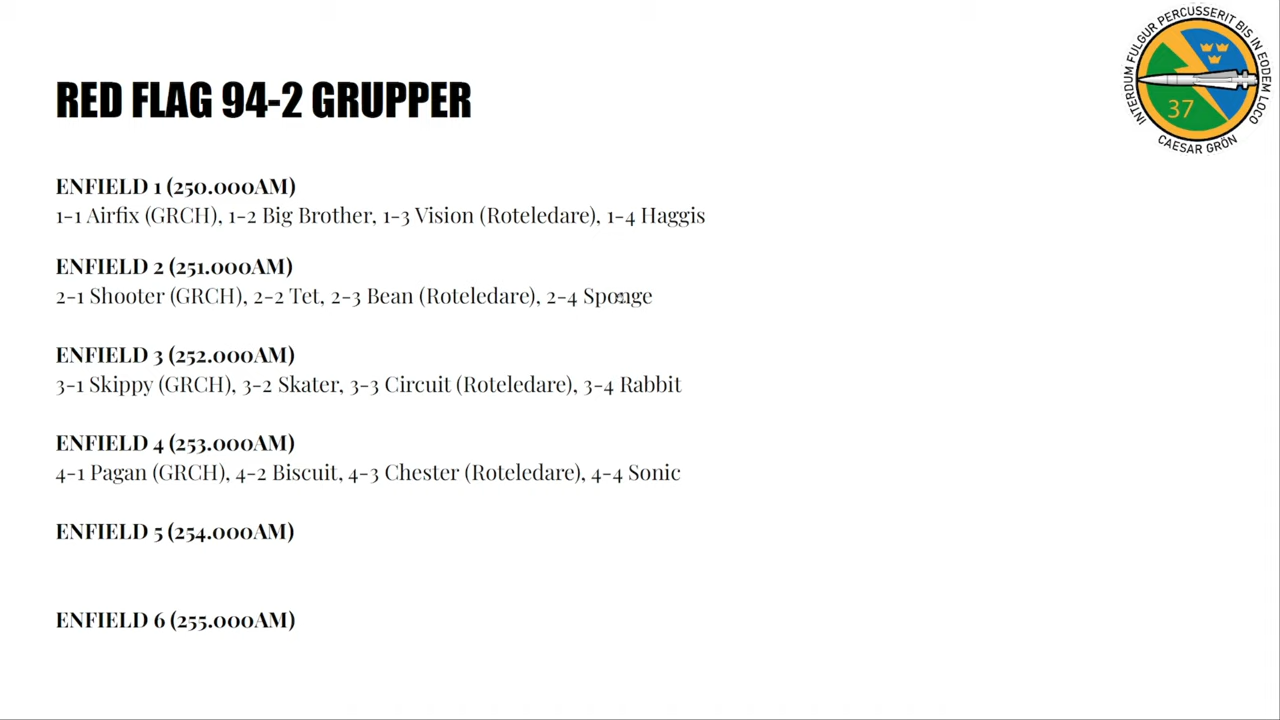 RED FLAG 94-2 GRUPPER
INTERDUM FULGUR PERCUSSERIT BIS IN EODEM LOCO
37
CAESAR GRÖN
ENFIELD 1 (250.000AM)
1-1 Airfix (GRCH), 1-2 Big Brother, 1-3 Vision (Roteledare), 1-4 Haggis
ENFIELD 2 (251.000AM)
2-1 Shooter (GRCH), 2-2 Tet, 2-3 Bean (Roteledare), 2-4 Sponge
ENFIELD 3 (252.000AM)
3-1 Skippy (GRCH), 3-2 Skater, 3-3 Circuit (Roteledare), 3-4 Rabbit
ENFIELD 4 (253.000AM)
4-1 Pagan (GRCH), 4-2 Biscuit, 4-3 Chester (Roteledare), 4-4 Sonic
ENFIELD 5 (254.000AM)
ENFIELD 6 (255.000AM)